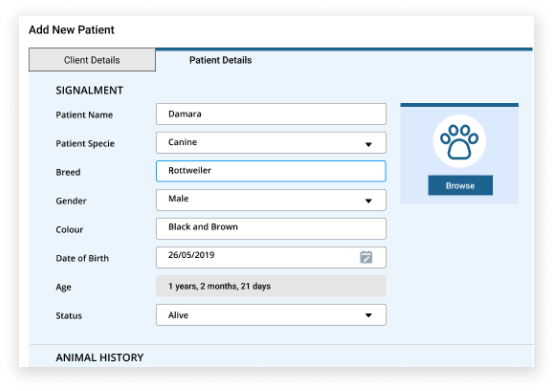 Add New Patient
Client Details
Patient Details
SIGNALMENT
Patient Name Damara
Patient Specie Canine
Breed Rottweiler
Browse
Gender Male
Colour Black and Brown
Date of Birth 26/05/2019
Age 1 years, 2 months, 21 days
Status Alive
ANIMAL HISTORY